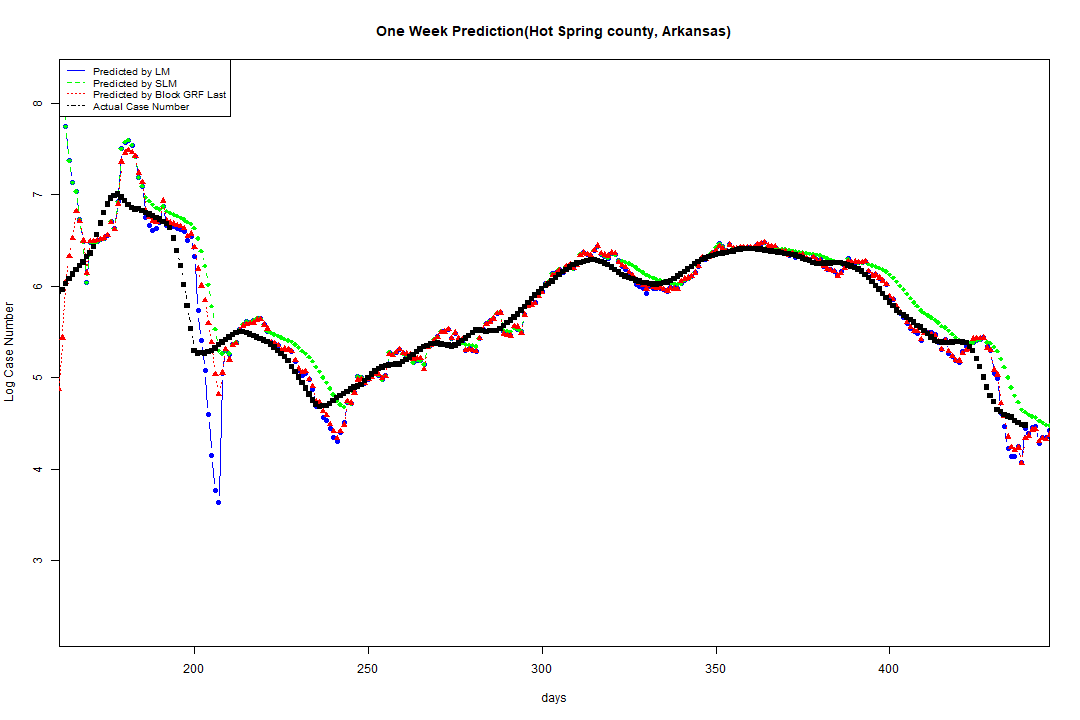 One Week Prediction(Hot Spring county, Arkansas)
Predicted by LM
Predicted by SLM
Predicted by Block GRF Last
Actual Case Number
8
7
6
5
4
3
Log Case Number
200 250 300 350 400
days